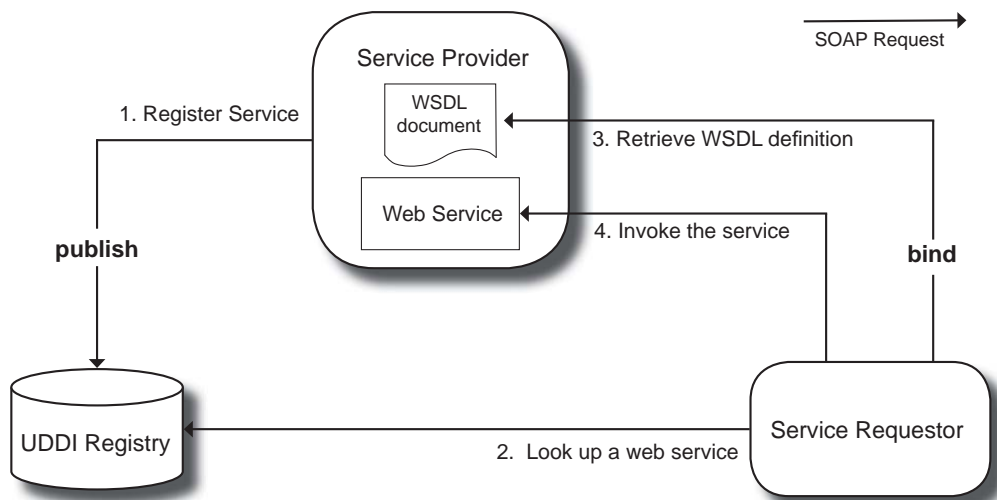 SOAP Request
Service Provider
WSDL
document
1. Register Service
3. Retrieve WSDL definition
Web Service
4. Invoke the service
publish
bind
UDDI Registry
2. Look up a web service
Service Requestor